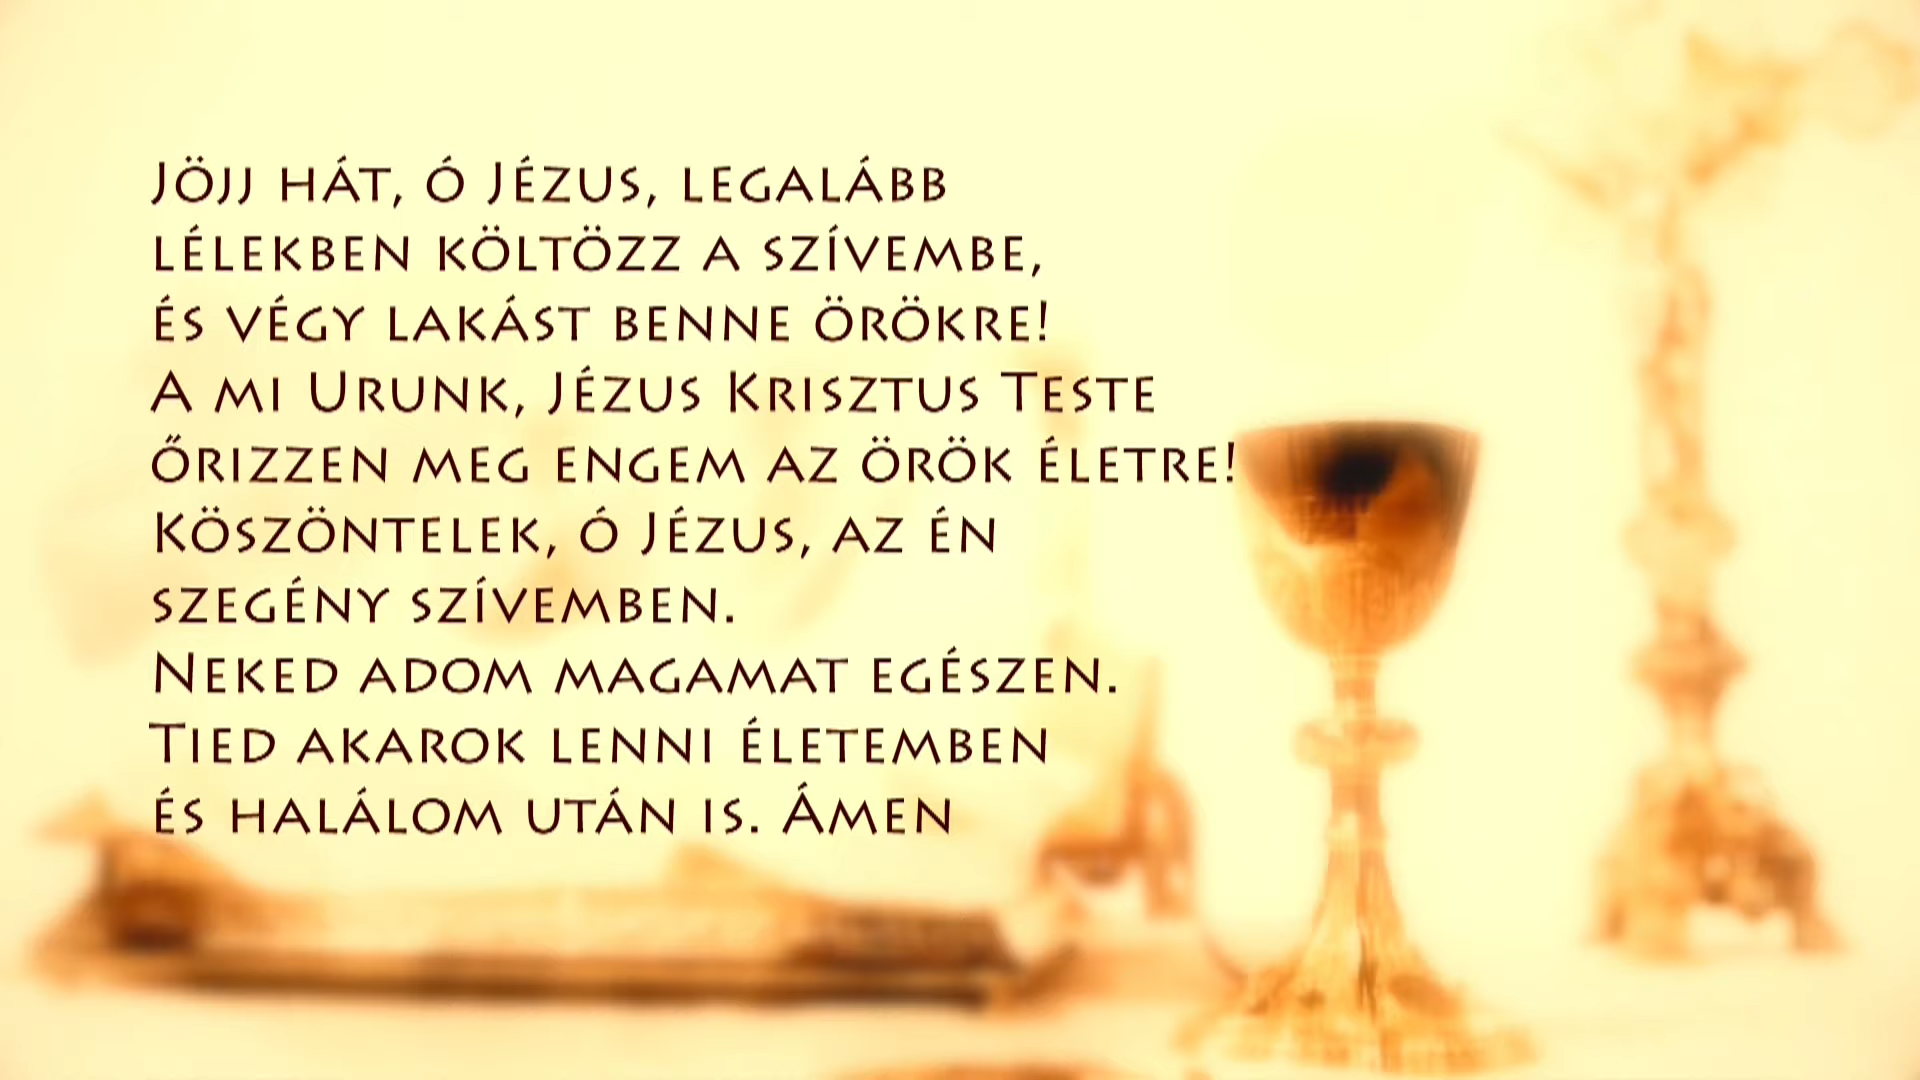 Jöjj hát, ó Jézus, legalább
lélekben költözz a szívembe,
és végy lakást benne örökre!
A mi Urunk, Jézus Krisztus Teste
őrizzen meg engem az örök életre!
Köszöntelek, ó Jézus, az én
szegény szívemben.
Neked adom magamat egészen.
Tied akarok lenni életemben
és halálom után is. Ámen